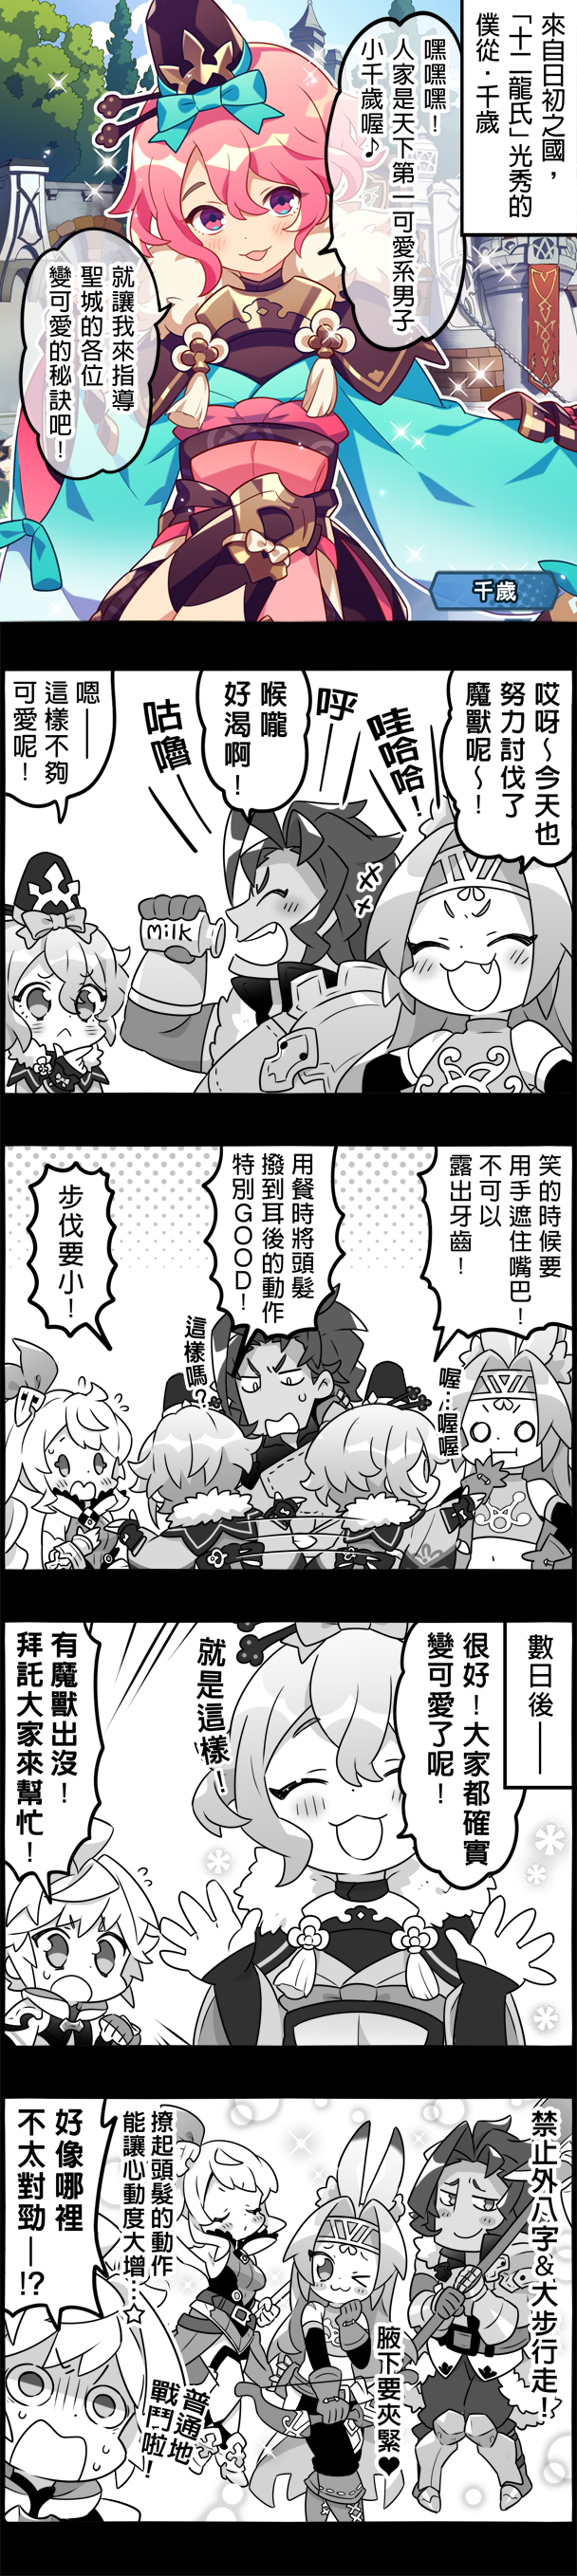 來自日初之國，
「十二龍氏」光秀的
僕從．千歲
嘿嘿嘿！
人家是天下第一可愛系男子
小千歲喔♪
就讓我來指導
聖城的各位
變可愛的秘訣吧！
千歲
哎呀～今天也
努力討伐了
魔獸呢～！
哇哈哈！
呼——
喉嚨
好渴啊！
咕嚕——
Milk
嗯——
這樣不夠
可愛呢！
笑的時候要
用手遮住嘴巴！
不可以
露出牙齒！
喔…喔喔
用餐時將頭髮
撥到耳後的動作
特別GOOD！
這樣嗎？
步伐要小！
數日後——
很好！大家都確實
變可愛了呢！
就是這樣！
有魔獸出沒！
拜託大家來幫忙！
禁止外八字&大步行走！
腋下要夾緊♥
撩起頭髮的動作
能讓心動度大增…☆
普通地
戰鬥啦！
好像哪裡
不太對勁—!?